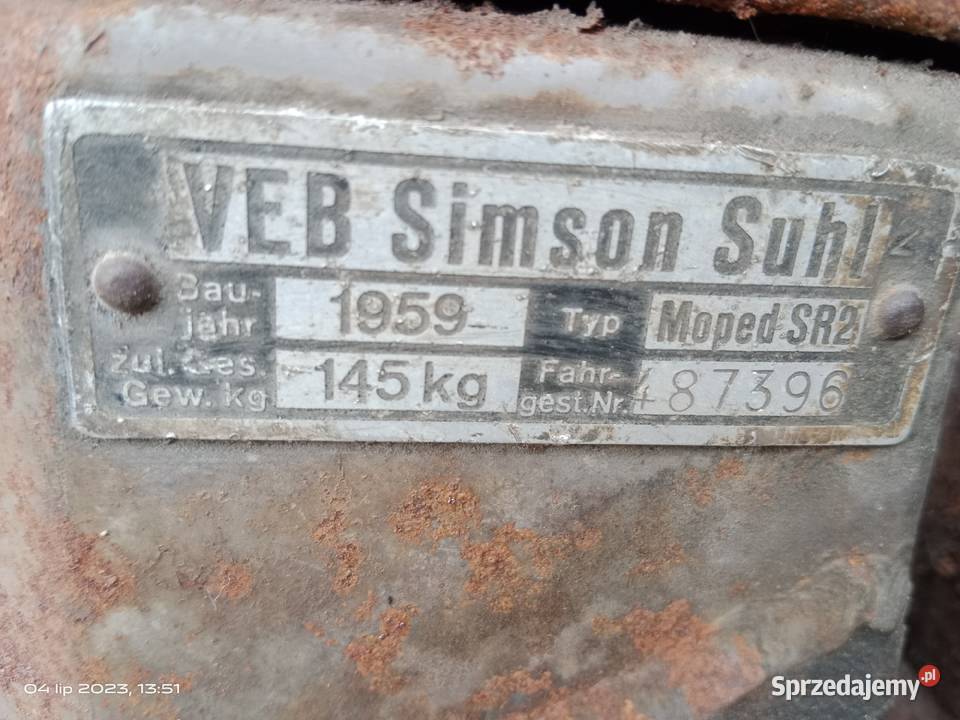 VEB Simson Suhl
Bau-
jahr 1959 Typ Moped SR2
zul. Ges.
Gew. kg 145 kg Fahr-
gest.Nr. 487396
04 lip 2023, 13:51
Sprzedajemy.pl